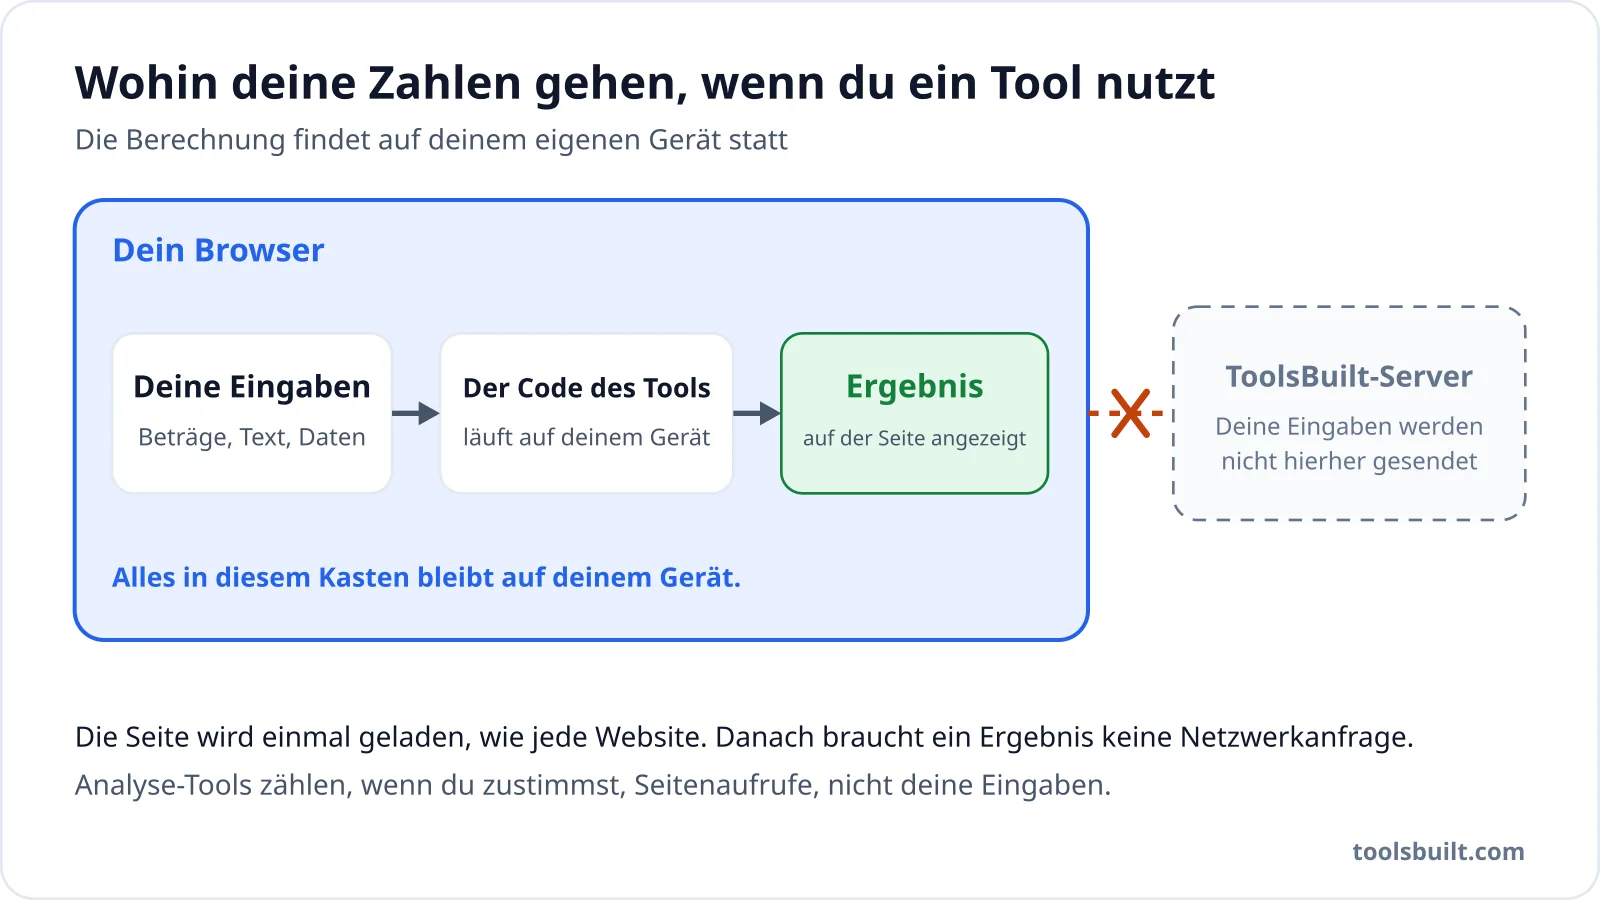 Wohin deine Zahlen gehen, wenn du ein Tool nutzt
Die Berechnung findet auf deinem eigenen Gerät statt
Dein Browser
Deine Eingaben
Beträge, Text, Daten
Der Code des Tools
läuft auf deinem Gerät
Ergebnis
auf der Seite angezeigt
ToolsBuilt-Server
Deine Eingaben werden
nicht hierher gesendet
Alles in diesem Kasten bleibt auf deinem Gerät.
Die Seite wird einmal geladen, wie jede Website. Danach braucht ein Ergebnis keine Netzwerkanfrage.
Analyse-Tools zählen, wenn du zustimmst, Seitenaufrufe, nicht deine Eingaben.
toolsbuilt.com